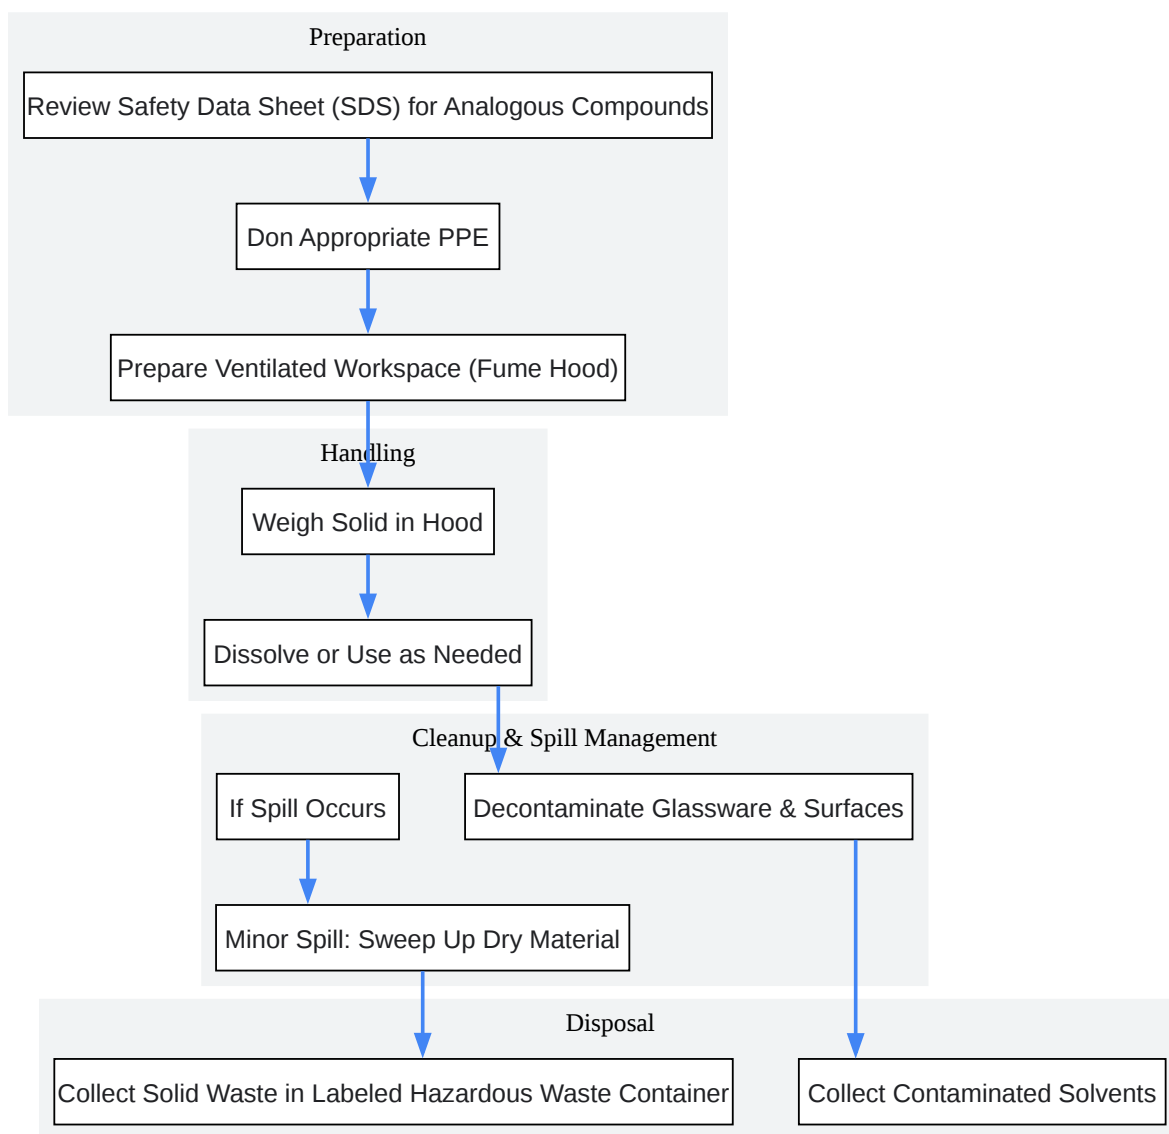 Preparation
Review Safety Data Sheet (SDS) for Analogous Compounds
Don Appropriate PPE
Prepare Ventilated Workspace (Fume Hood)
Handling
Weigh Solid in Hood
Dissolve or Use as Needed
Cleanup & Spill Management
If Spill Occurs
Decontaminate Glassware & Surfaces
Minor Spill: Sweep Up Dry Material
Disposal
Collect Solid Waste in Labeled Hazardous Waste Container
Collect Contaminated Solvents